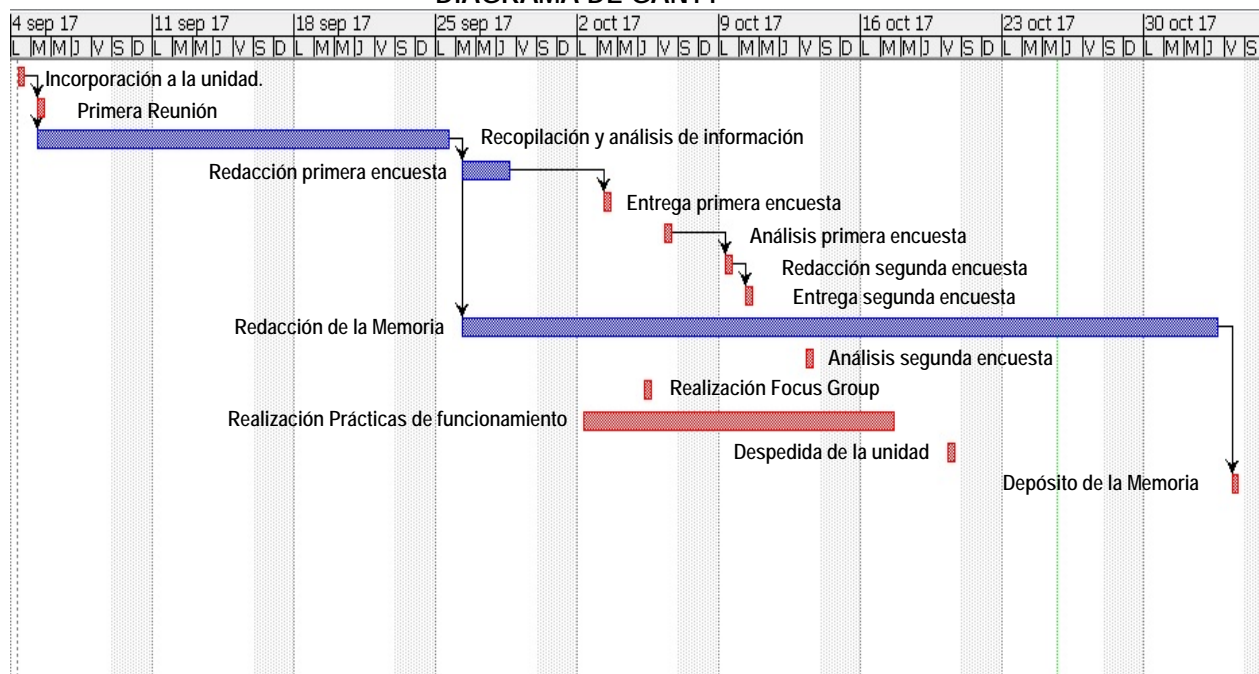 DIAGRAMA DE GANTT
4 sep 17 11 sep 17 18 sep 17 25 sep 17 2 oct 17 9 oct 17 16 oct 17 23 oct 17 30 oct 17
L M M J V S D L M M J V S D L M M J V S D L M M J V S D L M M J V S D L M M J V S D L M M J V S D L M M J V S D L M M J V S
Incorporación a la unidad.
Primera Reunión
Recopilación y análisis de información
Redacción primera encuesta
Entrega primera encuesta
Análisis primera encuesta
Redacción segunda encuesta
Entrega segunda encuesta
Redacción de la Memoria
Análisis segunda encuesta
Realización Focus Group
Realización Prácticas de funcionamiento
Despedida de la unidad
Depósito de la Memoria